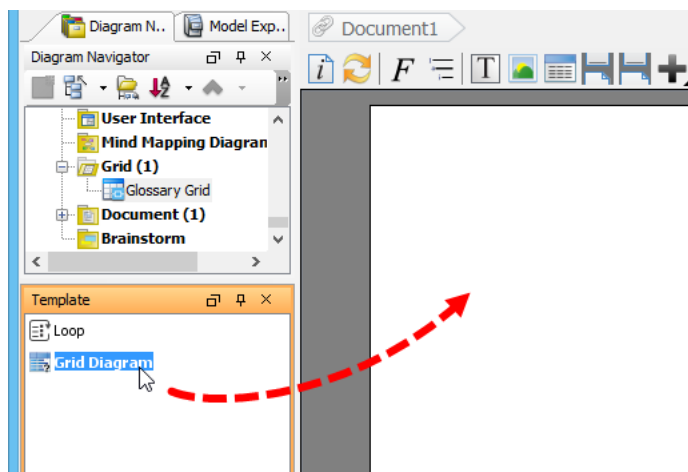 Diagram N..
Model Exp..
Document1
Diagram Navigator
User Interface
Mind Mapping Diagran
Grid (1)
Glossary Grid
Document (1)
Brainstorm
Template
Loop
Grid Diagram